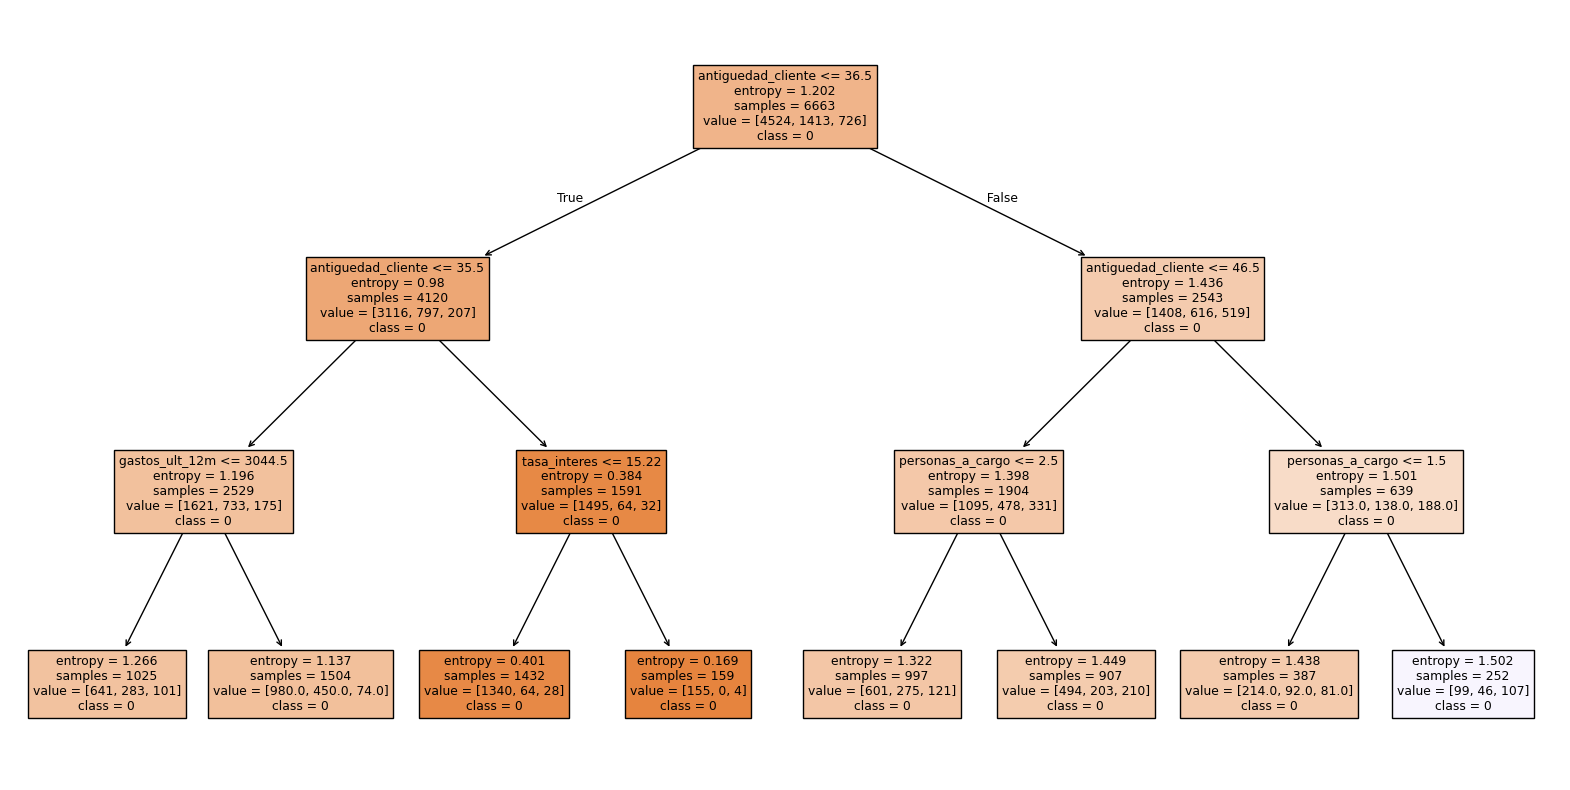 antiguedad_cliente <= 36.5
entropy = 1.202
samples = 6663
value = [4524, 1413, 726]
class = 0
True
False
antiguedad_cliente <= 35.5
entropy = 0.98
samples = 4120
value = [3116, 797, 207]
class = 0
antiguedad_cliente <= 46.5
entropy = 1.436
samples = 2543
value = [1408, 616, 519]
class = 0
gastos_ult_12m <= 3044.5
entropy = 1.196
samples = 2529
value = [1621, 733, 175]
class = 0
tasa_interes <= 15.22
entropy = 0.384
samples = 1591
value = [1495, 64, 32]
class = 0
personas_a_cargo <= 2.5
entropy = 1.398
samples = 1904
value = [1095, 478, 331]
class = 0
personas_a_cargo <= 1.5
entropy = 1.501
samples = 639
value = [313.0, 138.0, 188.0]
class = 0
entropy = 1.266
samples = 1025
value = [641, 283, 101]
class = 0
entropy = 1.137
samples = 1504
value = [980.0, 450.0, 74.0]
class = 0
entropy = 0.401
samples = 1432
value = [1340, 64, 28]
class = 0
entropy = 0.169
samples = 159
value = [155, 0, 4]
class = 0
entropy = 1.322
samples = 997
value = [601, 275, 121]
class = 0
entropy = 1.449
samples = 907
value = [494, 203, 210]
class = 0
entropy = 1.438
samples = 387
value = [214.0, 92.0, 81.0]
class = 0
entropy = 1.502
samples = 252
value = [99, 46, 107]
class = 0